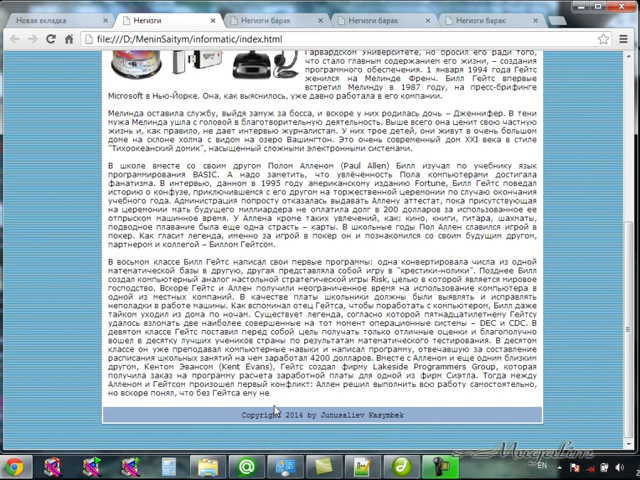 Новая вкладка
Негизги
Негизги барак
Негизги барак
Негизги барак
file:///D:/MeninSaitym/informatic/index.html
Гарвардском Университете, но бросил его ради того,
что стало главным содержанием его жизни, – создания
программного обеспечения. 1 января 1994 года Гейтс
женился на Мелинде Френч. Билл Гейтс впервые
встретил Мелинду в 1987 году, на пресс-брифинге
Microsoft в Нью-Йорке. Она, как выяснилось, уже давно работала в его компании.
Мелинда оставила службу, выйдя замуж за босса, и вскоре у них родилась дочь – Дженнифер. В тени
мужа Мелинда ушла с головой в благотворительную деятельность. Выше всего она ценит свою частную
жизнь и, как правило, не дает интервью журналистам. У них трое детей, они живут в очень большом
доме на склоне холма с видом на озеро Вашингтон. Это очень современный дом XXI века в стиле
"Тихоокеанский домик", насыщенный сложными электронными системами.
В школе вместе со своим другом Полом Алленом (Paul Allen) Билл изучал по учебнику язык
программирования BASIC. А надо заметить, что увлечённость Пола компьютерами достигала
фанатизма. В интервью, данном в 1995 году американскому изданию Fortune, Билл Гейтс поведал
историю о конфузе, приключившемся с его другом на торжественной церемонии по случаю окончания
учебного года. Администрация попросту отказалась выдавать Аллену аттестат, пока присутствующая
на церемонии мать будущего миллиардера не оплатила долг в 200 долларов за использованное ее
отпрыском машинное время. У Аллена кроме таких увлечений, как: кино, книги, гитара, шахматы,
подводное плавание была еще одна страсть – карты. В школьные годы Пол Аллен славился игрой в
покер. Как гласит легенда, именно за игрой в покер он и познакомился со своим будущим другом,
партнером и коллегой – Биллом Гейтсом.
В восьмом классе Билл Гейтс написал свои первые программы: одна конвертировала числа из одной
математической базы в другую, другая представляла собой игру в "крестики-нолики". Позднее Билл
создал компьютерный аналог настольной стратегической игры Risk, целью в которой является мировое
господство. Вскоре Гейтс и Аллен получили неограниченное время на использование компьютера в
одной из местных компаний. В качестве платы школьники должны были выявлять и исправлять
неполадки в работе машины. Как вспоминал отец Гейтса, чтобы поработать с компьютером, Билл даже
тайком уходил из дома по ночам. Существует легенда, согласно которой пятнадцатилетнему Гейтсу
удалось взломать две наиболее совершенные на тот момент операционные системы – DEC и CDC. В
девятом классе Гейтс поставил перед собой цель получать только отличные оценки и благополучно
вошел в десятку лучших учеников страны по результатам математического тестирования. В десятом
классе он уже преподавал компьютерные навыки и написал программу, отвечавшую за составление
расписания школьных занятий на чем заработал 4200 долларов. Вместе с Алленом и еще одним близким
другом, Кентом Эвансом (Kent Evans), Гейтс создал фирму Lakeside Programmers Group, которая
получила заказ на программу расчета заработной платы для одной из фирм Сиэтла. Тогда между
Алленом и Гейтсом произошел первый конфликт: Аллен решил выполнить всю работу самостоятельно,
но вскоре понял, что без Гейтса ему не
Copyright 2014 by Junusaliev Kasymbek
Mugalim
EN